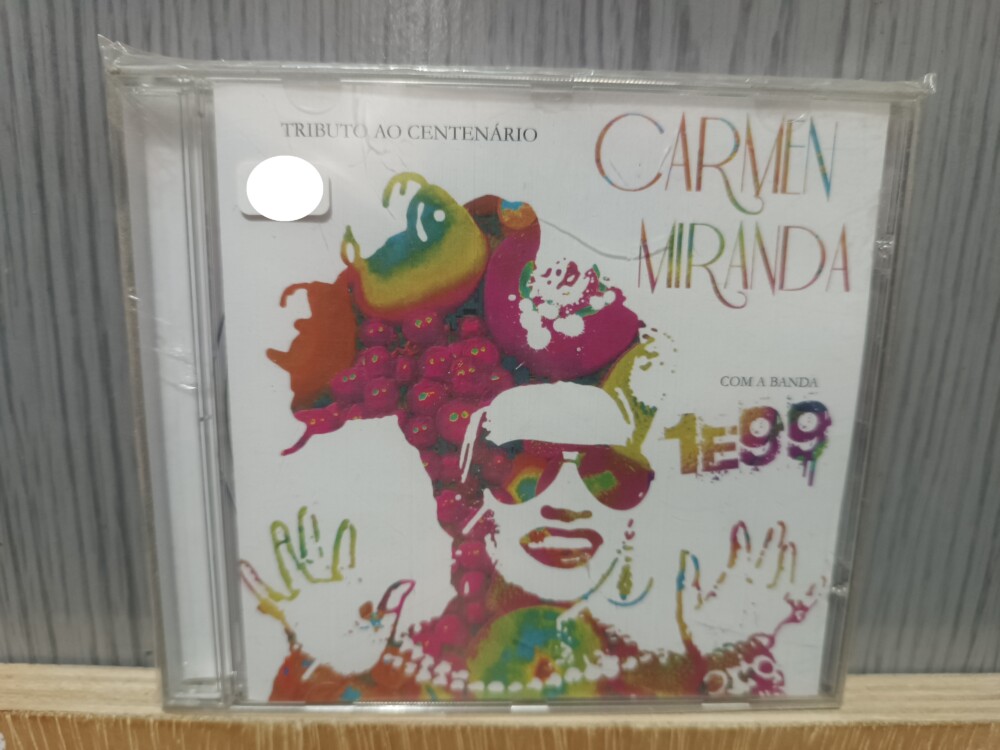 TRIBUTO AO CENTENÁRIO
CARMEN
MIRANDA
COM A BANDA
1E99